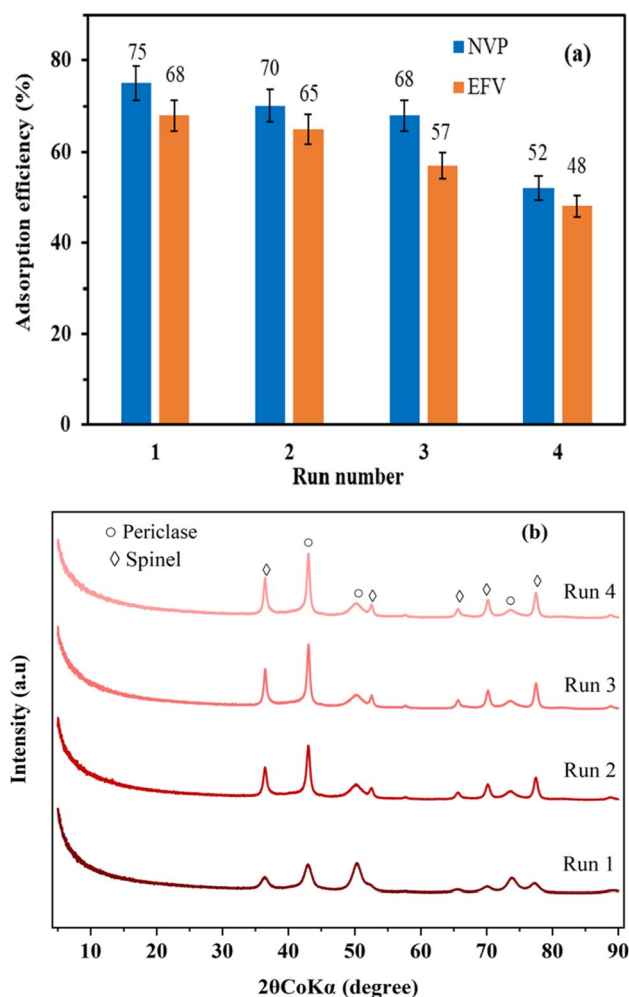 (a)
NVP
EFV
80
60
40
20
0
75
68
70
65
68
57
52
48
1
2
3
4
Adsorption efficiency (%)
Run number
(b)
○ Periclase
◊ Spinel
Run 4
Run 3
Run 2
Run 1
Intensity (a.u)
10 20 30 40 50 60 70 80 90
2θCoKα (degree)